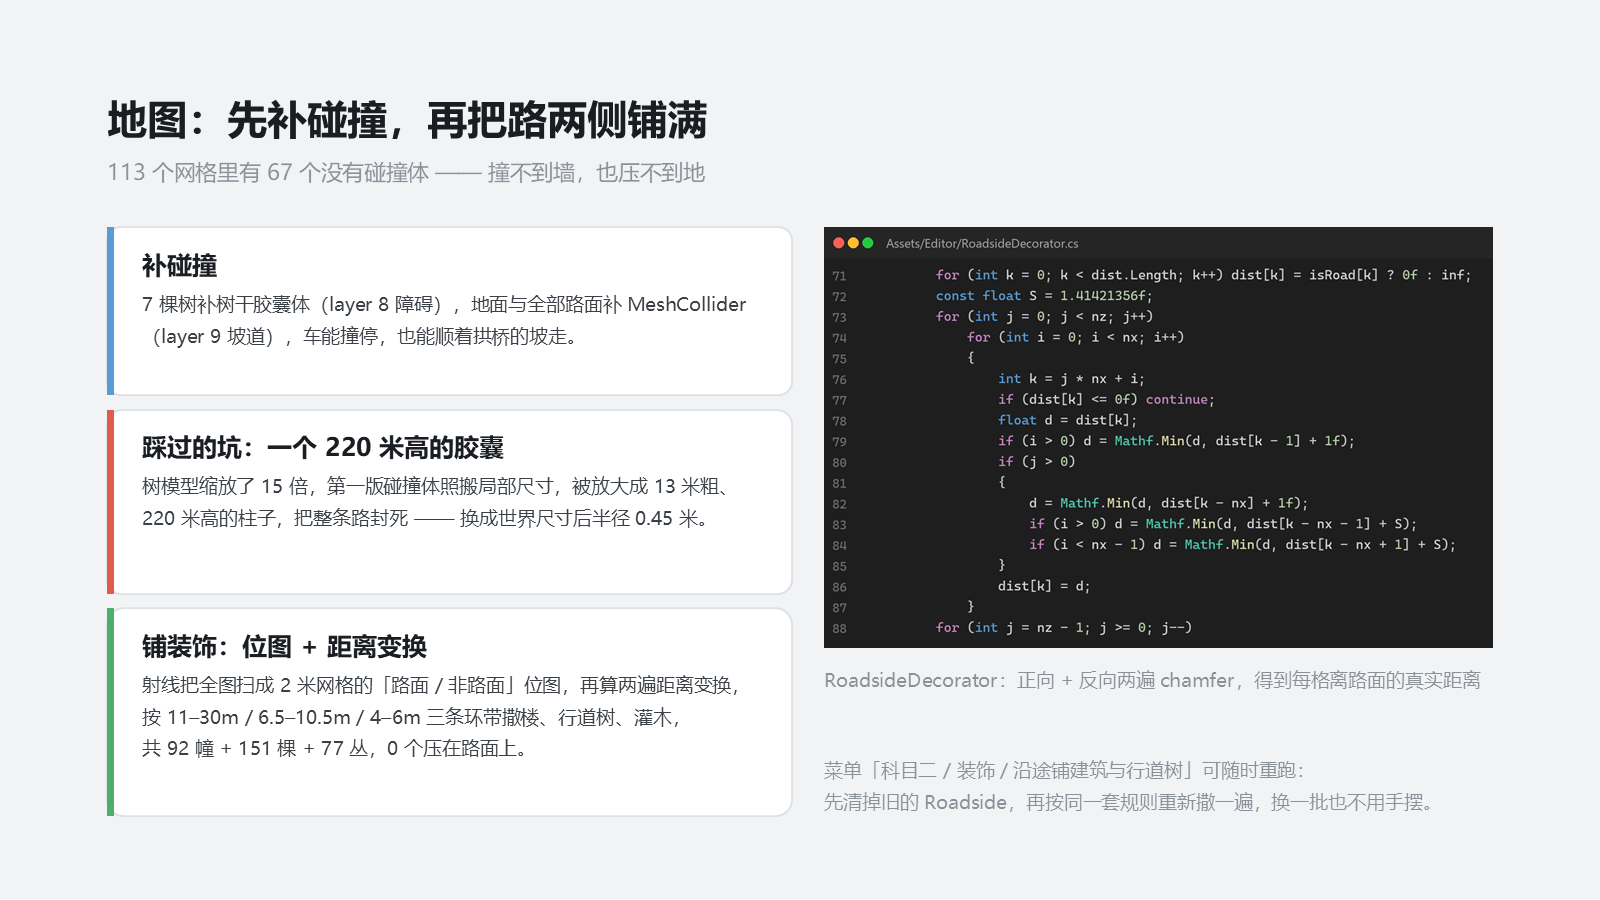 地图：先补碰撞，再把路两侧铺满
113 个网格里有 67 个没有碰撞体 —— 撞不到墙，也压不到地
补碰撞
7 棵树补树干胶囊体（layer 8 障碍），地面与全部路面补 MeshCollider
（layer 9 坡道），车能撞停，也能顺着拱桥的坡走。
踩过的坑：一个 220 米高的胶囊
树模型缩放了 15 倍，第一版碰撞体照搬局部尺寸，被放大成 13 米粗、
220 米高的柱子，把整条路封死 —— 换成世界尺寸后半径 0.45 米。
铺装饰：位图 + 距离变换
射线把全图扫成 2 米网格的「路面 / 非路面」位图，再算两遍距离变换，
按 11–30m / 6.5–10.5m / 4–6m 三条环带撒楼、行道树、灌木，
共 92 幢 + 151 棵 + 77 丛，0 个压在路面上。
Assets/Editor/RoadsideDecorator.cs
71 for (int k = 0; k < dist.Length; k++) dist[k] = isRoad[k] ? 0f : inf;
72 const float S = 1.41421356f;
73 for (int j = 0; j < nz; j++)
74 for (int i = 0; i < nx; i++)
75 {
76 int k = j * nx + i;
77 if (dist[k] <= 0f) continue;
78 float d = dist[k];
79 if (i > 0) d = Mathf.Min(d, dist[k - 1] + 1f);
80 if (j > 0)
81 {
82 d = Mathf.Min(d, dist[k - nx] + 1f);
83 if (i > 0) d = Mathf.Min(d, dist[k - nx - 1] + S);
84 if (i < nx - 1) d = Mathf.Min(d, dist[k - nx + 1] + S);
85 }
86 dist[k] = d;
87 }
88 for (int j = nz - 1; j >= 0; j--)
RoadsideDecorator：正向 + 反向两遍 chamfer，得到每格离路面的真实距离
菜单「科目二 / 装饰 / 沿途铺建筑与行道树」可随时重跑：
先清掉旧的 Roadside，再按同一套规则重新撒一遍，换一批也不用手摆。